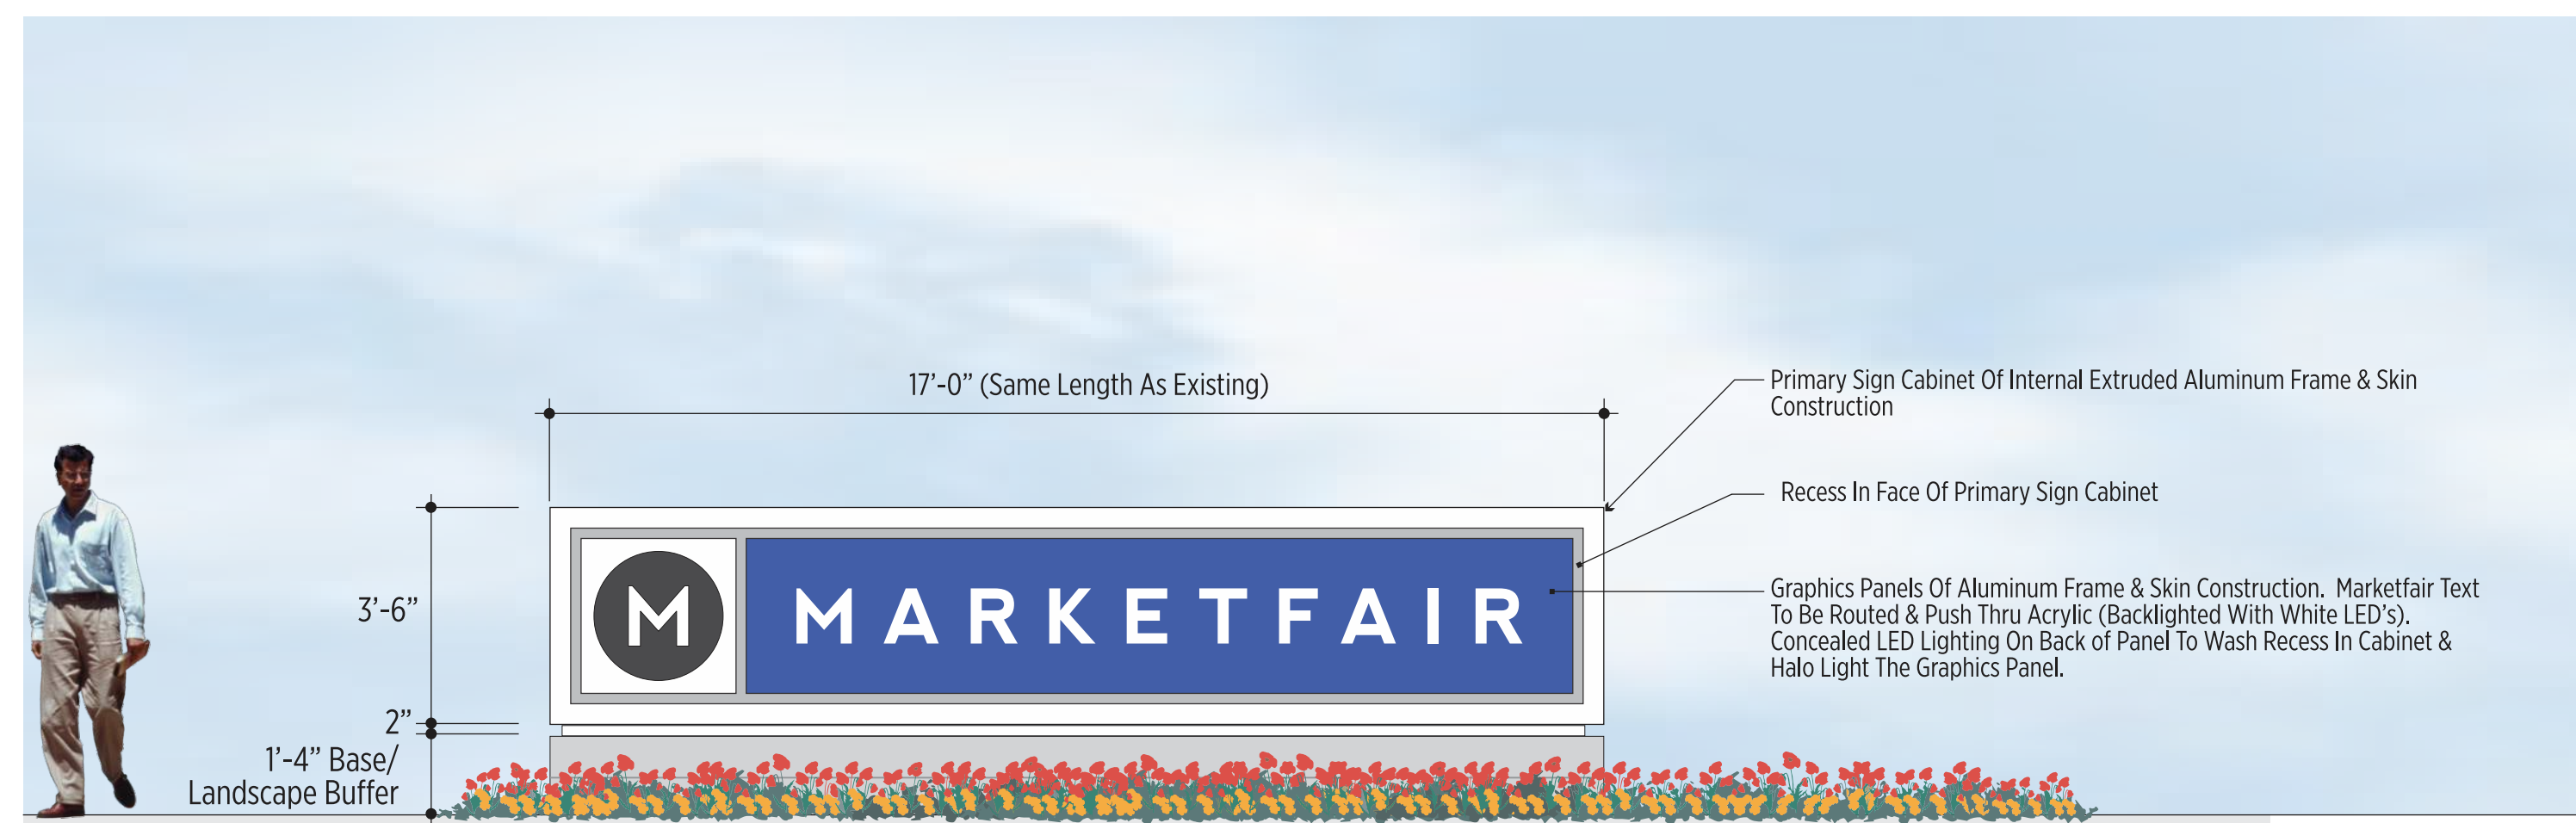 17’-0” (Same Length As Existing)
Primary Sign Cabinet Of Internal Extruded Aluminum Frame & Skin
Construction
Recess In Face Of Primary Sign Cabinet
3’-6”
M
MARKETFAIR
Graphics Panels Of Aluminum Frame & Skin Construction.  Marketfair Text
To Be Routed & Push Thru Acrylic (Backlighted With White LED’s).
Concealed LED Lighting On Back of Panel To Wash Recess In Cabinet &
Halo Light The Graphics Panel.
2”
1’-4” Base/
Landscape Buffer